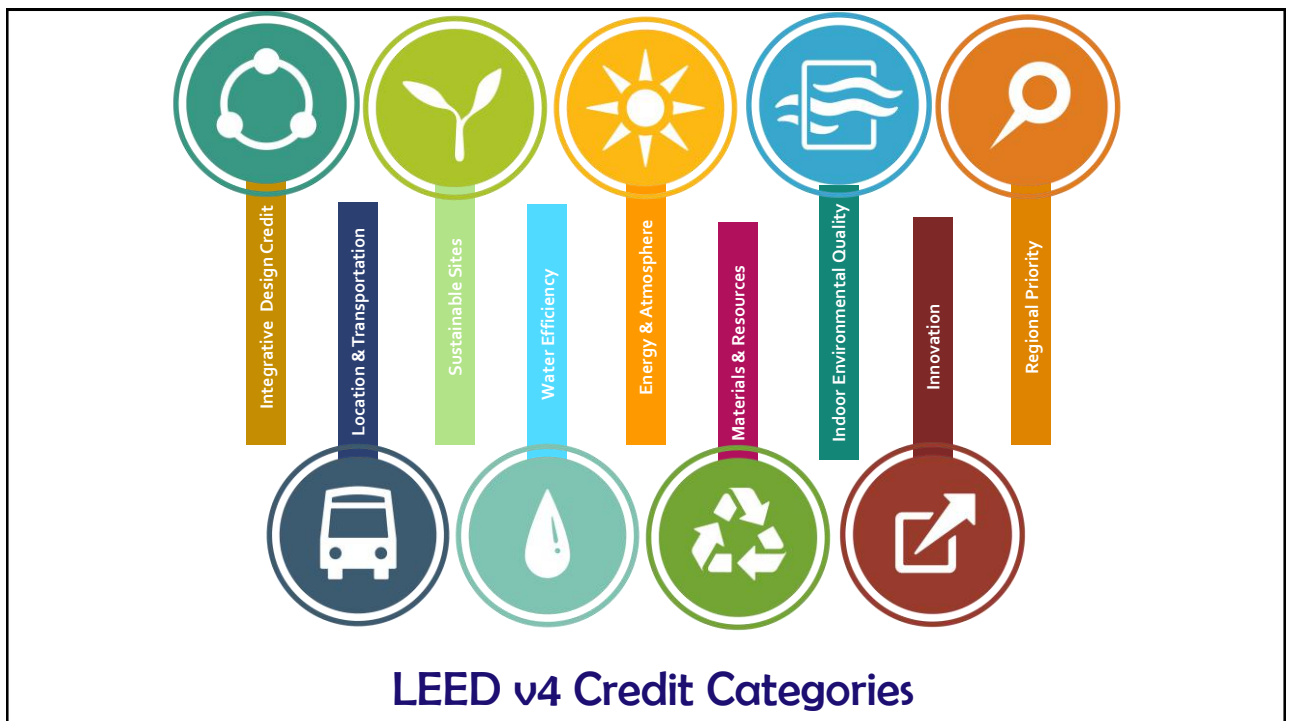 Integrative Design Credit
Location & Transportation
Sustainable Sites
Water Efficiency
Energy & Atmosphere
Materials & Resources
Indoor Environmental Quality
Innovation
Regional Priority
LEED v4 Credit Categories